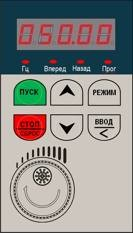 050.00
Гц Вперед Назад Прог
ПУСК
РЕЖИМ
СТОП
СБРОС
ВВОД